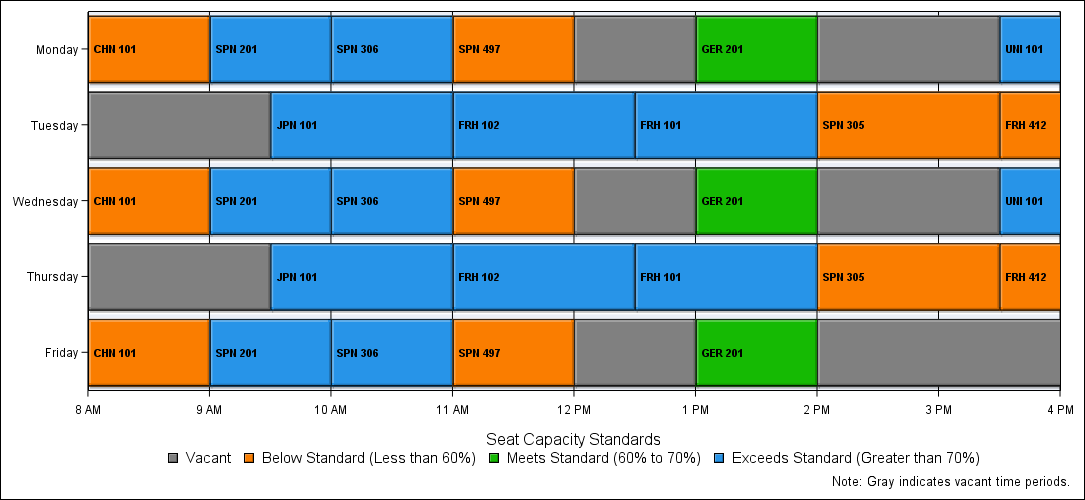 Monday CHN 101 SPN 201 SPN 306 SPN 497 GER 201 UNI 101
Tuesday JPN 101 FRH 102 FRH 101 SPN 305 FRH 412
Wednesday CHN 101 SPN 201 SPN 306 SPN 497 GER 201 UNI 101
Thursday JPN 101 FRH 102 FRH 101 SPN 305 FRH 412
Friday CHN 101 SPN 201 SPN 306 SPN 497 GER 201
8 AM 9 AM 10 AM 11 AM 12 PM 1 PM 2 PM 3 PM 4 PM
Seat Capacity Standards
Vacant Below Standard (Less than 60%) Meets Standard (60% to 70%) Exceeds Standard (Greater than 70%)
Note: Gray indicates vacant time periods.